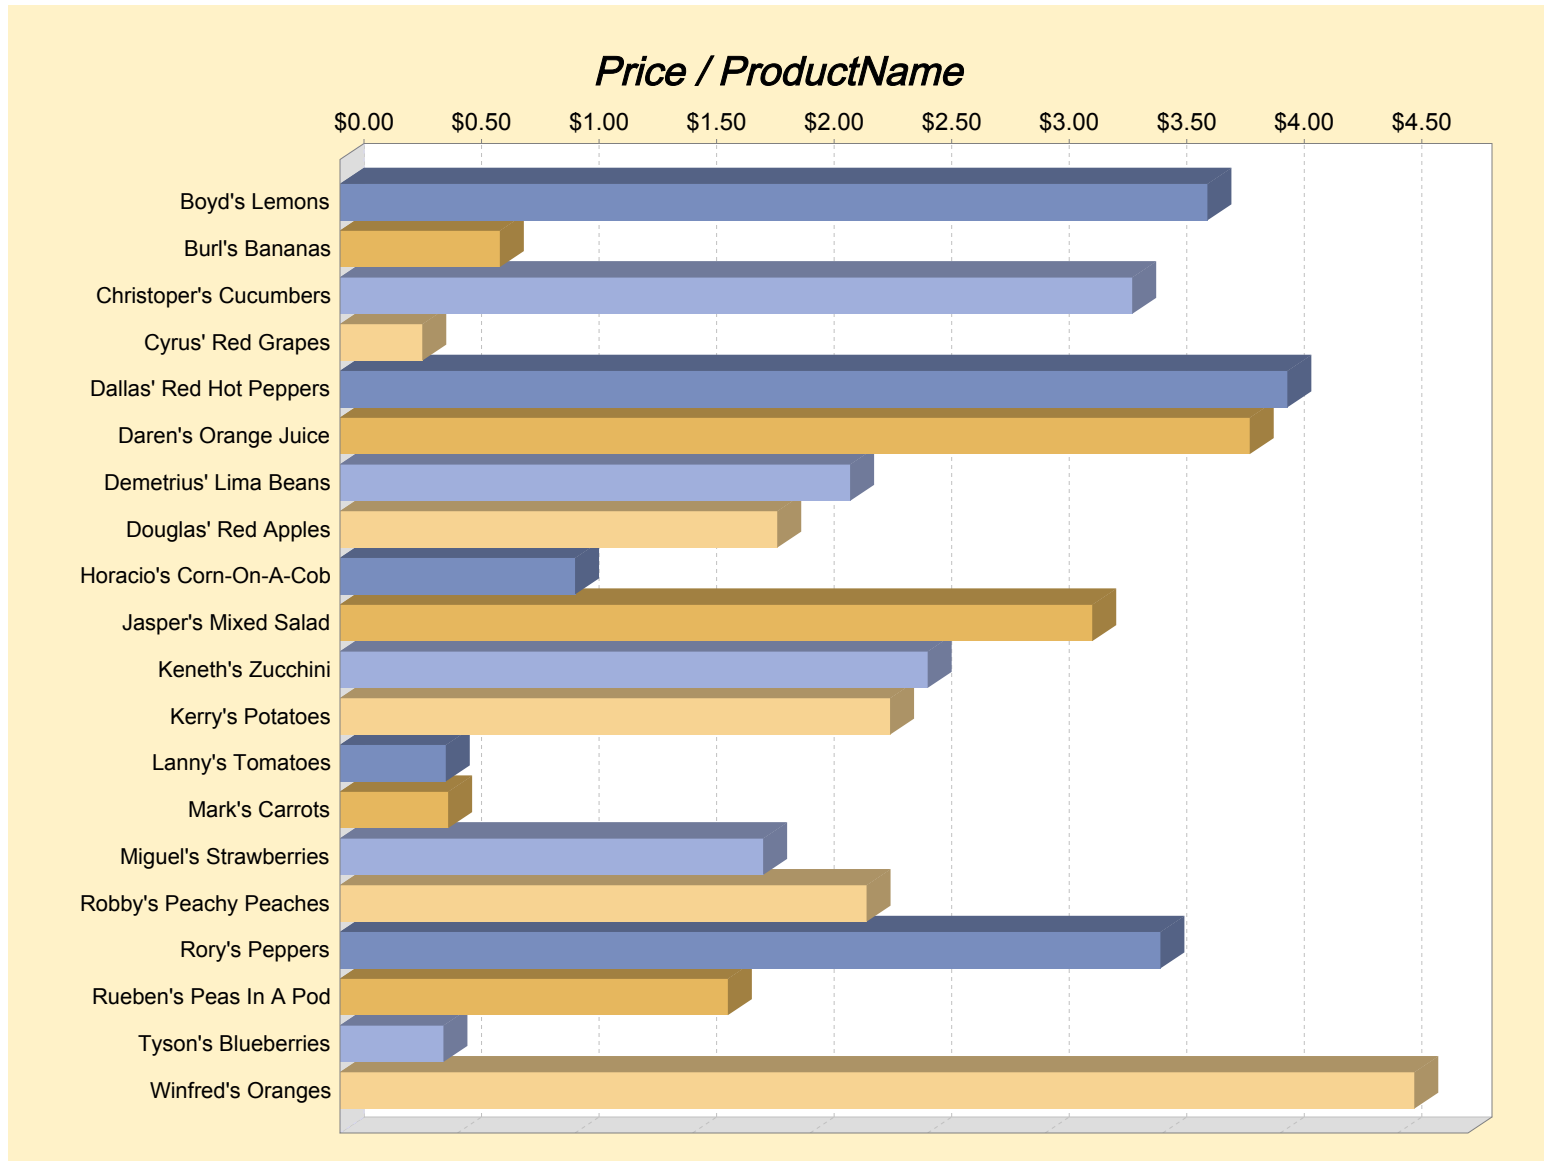 Price / ProductName
$0.00 $0.50 $1.00 $1.50 $2.00 $2.50 $3.00 $3.50 $4.00 $4.50
Boyd's Lemons
Burl's Bananas
Christoper's Cucumbers
Cyrus' Red Grapes
Dallas' Red Hot Peppers
Daren's Orange Juice
Demetrius' Lima Beans
Douglas' Red Apples
Horacio's Corn-On-A-Cob
Jasper's Mixed Salad
Keneth's Zucchini
Kerry's Potatoes
Lanny's Tomatoes
Mark's Carrots
Miguel's Strawberries
Robby's Peachy Peaches
Rory's Peppers
Rueben's Peas In A Pod
Tyson's Blueberries
Winfred's Oranges